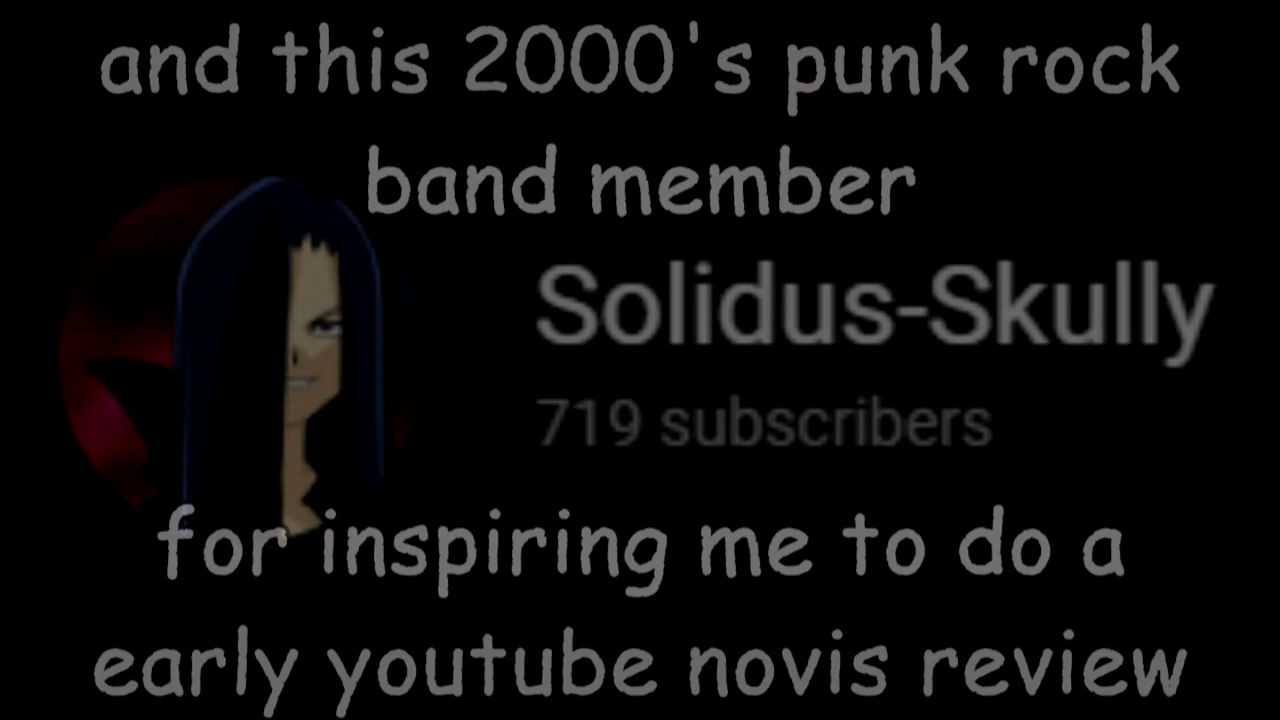 and this 2000's punk rock
band member
Solidus-Skully
719 subscribers
for inspiring me to do a
early youtube novis review